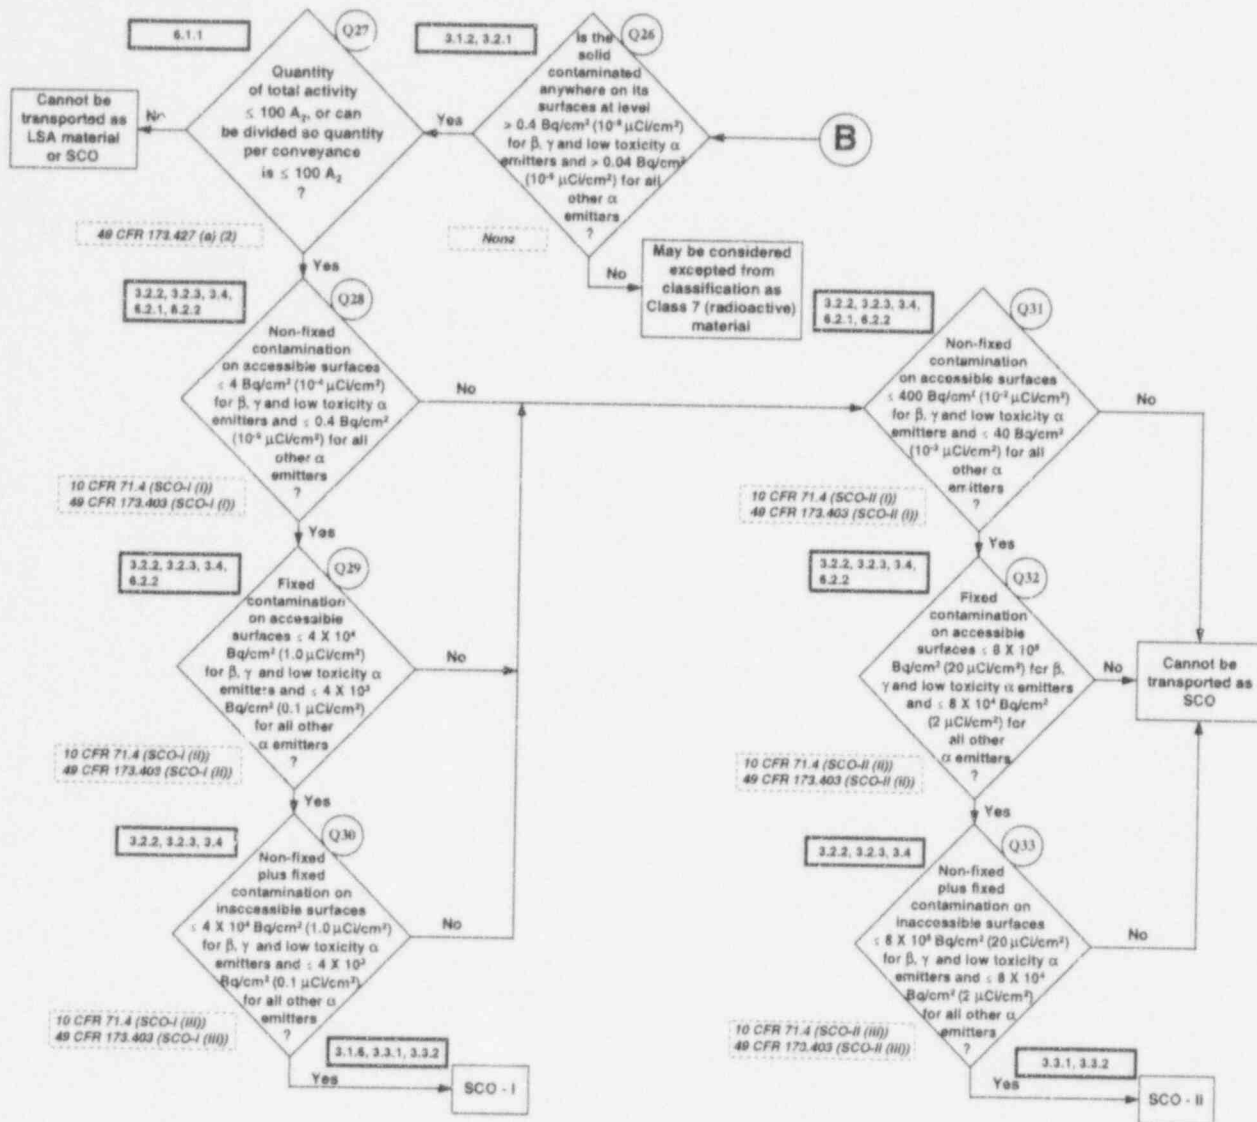 6.1.1
Q27
Quantity
of total activity
≤ 100 A₂, or can
be divided so quantity
per conveyance
is ≤ 100 A₂
?
No
Cannot be
transported as
LSA material
or SCO
49 CFR 173.427 (a) (2)
Yes
3.1.2, 3.2.1
Q26
Is the
solid
contaminated
anywhere on its
surfaces at level
> 0.4 Bq/cm² (10⁻⁵ μCi/cm²)
for β, γ and low toxicity α
emitters and > 0.04 Bq/cm²
(10⁻⁶ μCi/cm²) for all
other α
emitters
?
Yes
B
None
No
May be considered
excepted from
classification as
Class 7 (radioactive)
material
3.2.2, 3.2.3, 3.4,
6.2.1, 6.2.2
Q28
Non-fixed
contamination
on accessible surfaces
≤ 4 Bq/cm² (10⁻⁴ μCi/cm²)
for β, γ and low toxicity α
emitters and ≤ 0.4 Bq/cm²
(10⁻⁵ μCi/cm²) for all
other α
emitters
?
No
10 CFR 71.4 (SCO-I (i))
49 CFR 173.403 (SCO-I (i))
Yes
3.2.2, 3.2.3, 3.4,
6.2.2
Q29
Fixed
contamination
on accessible
surfaces ≤ 4 X 10⁴
Bq/cm² (1.0 μCi/cm²)
for β, γ and low toxicity α
emitters and ≤ 4 X 10³
Bq/cm² (0.1 μCi/cm²)
for all other
α emitters
?
No
10 CFR 71.4 (SCO-I (ii))
49 CFR 173.403 (SCO-I (ii))
Yes
3.2.2, 3.2.3, 3.4
Q30
Non-fixed
plus fixed
contamination on
inaccessible surfaces
≤ 4 X 10⁴ Bq/cm² (1.0 μCi/cm²)
for β, γ and low toxicity α
emitters and ≤ 4 X 10³
Bq/cm² (0.1 μCi/cm²)
for all other α
emitters
?
No
10 CFR 71.4 (SCO-I (iii))
49 CFR 173.403 (SCO-I (iii))
Yes
3.1.6, 3.3.1, 3.3.2
SCO - I
3.2.2, 3.2.3, 3.4,
6.2.1, 6.2.2
Q31
Non-fixed
contamination
on accessible surfaces
≤ 400 Bq/cm² (10⁻² μCi/cm²)
for β, γ and low toxicity α
emitters and ≤ 40 Bq/cm²
(10⁻³ μCi/cm²) for all
other α
emitters
?
No
10 CFR 71.4 (SCO-II (i))
49 CFR 173.403 (SCO-II (i))
Yes
3.2.2, 3.2.3, 3.4,
6.2.2
Q32
Fixed
contamination
on accessible
surfaces ≤ 8 X 10⁵
Bq/cm² (20 μCi/cm²) for β,
γ and low toxicity α emitters
and ≤ 8 X 10⁴ Bq/cm²
(2 μCi/cm²) for
all other
α emitters
?
No
Cannot be
transported as
SCO
10 CFR 71.4 (SCO-II (ii))
49 CFR 173.403 (SCO-II (ii))
Yes
3.2.2, 3.2.3, 3.4
Q33
Non-fixed
plus fixed
contamination on
inaccessible surfaces
≤ 8 X 10⁵ Bq/cm² (20 μCi/cm²)
for β, γ and low toxicity α
emitters and ≤ 8 X 10⁴
Bq/cm² (2 μCi/cm²)
for all other α
emitters
?
No
10 CFR 71.4 (SCO-II (iii))
49 CFR 173.403 (SCO-II (iii))
Yes
3.3.1, 3.3.2
SCO - II